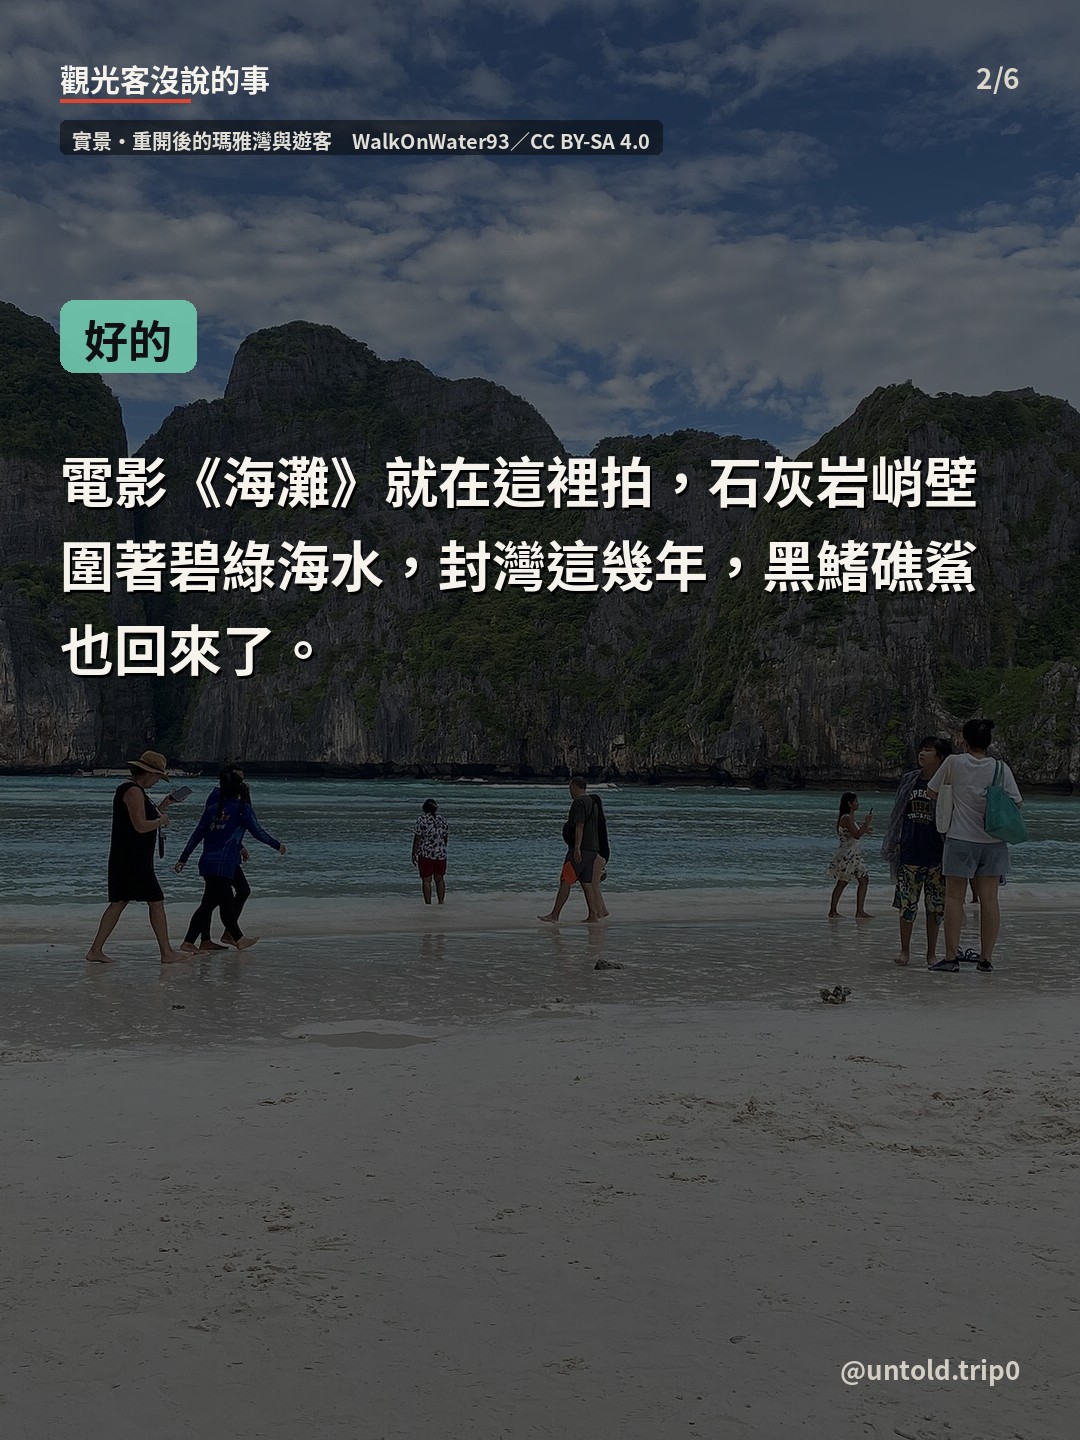 觀光客沒說的事
2/6
實景・重開後的瑪雅灣與遊客　WalkOnWater93／CC BY-SA 4.0
好的
電影《海灘》就在這裡拍，石灰岩峭壁
圍著碧綠海水，封灣這幾年，黑鰭礁鯊
也回來了。
@untold.trip0